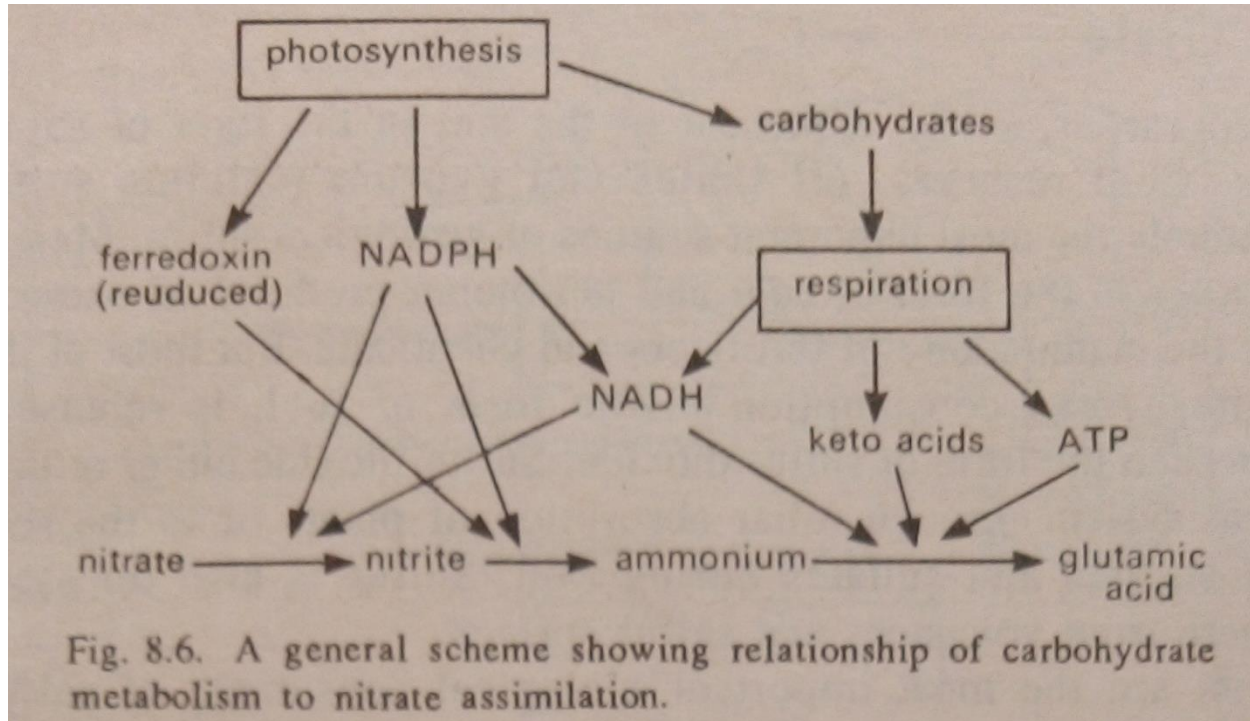 photosynthesis
carbohydrates
ferredoxin
(reuduced)
NADPH
respiration
NADH
keto acids
ATP
nitrate
nitrite
ammonium
glutamic
acid
Fig. 8.6. A general scheme showing relationship of carbohydrate
metabolism to nitrate assimilation.